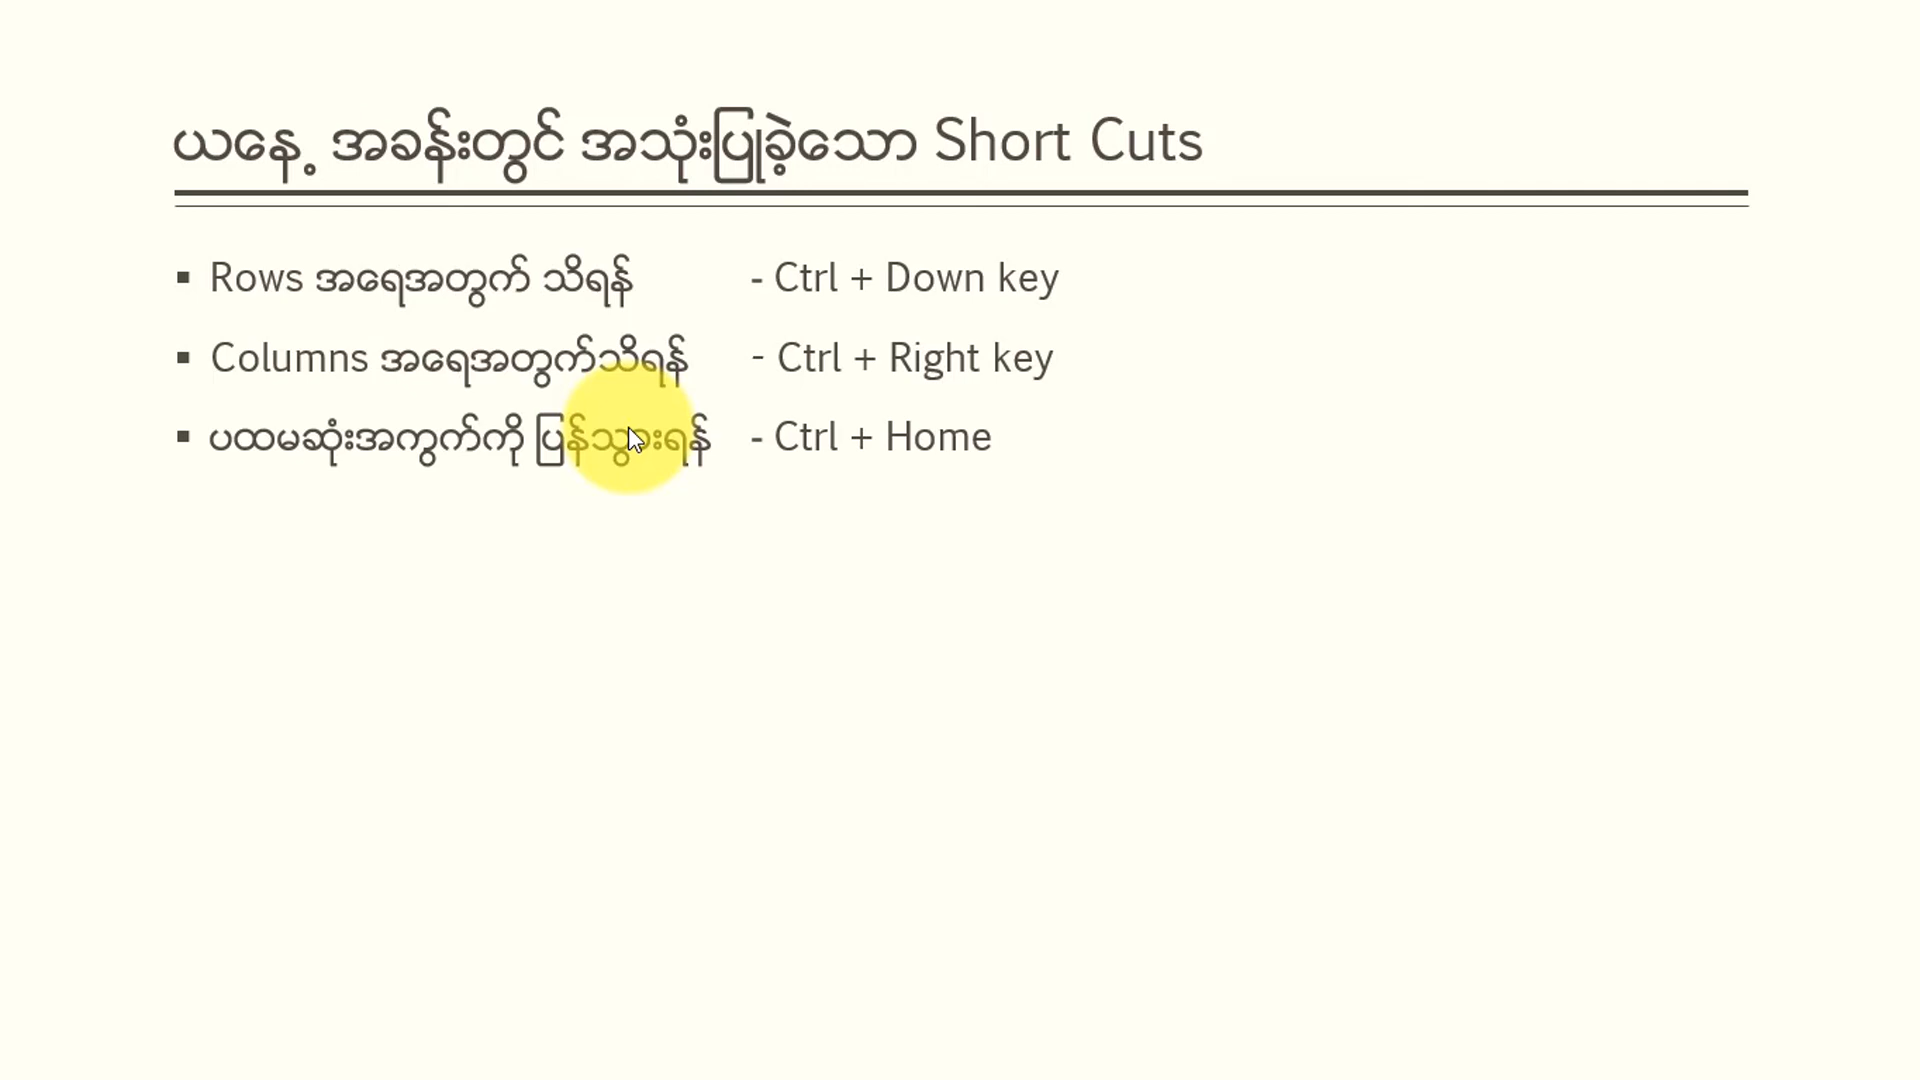 ယနေ့ အခန်းတွင် အသုံးပြုခဲ့သော Short Cuts
▪ Rows အရေအတွက် သိရန် - Ctrl + Down key
▪ Columns အရေအတွက်သိရန် - Ctrl + Right key
▪ ပထမဆုံးအကွက်ကို ပြန်သွားရန် - Ctrl + Home